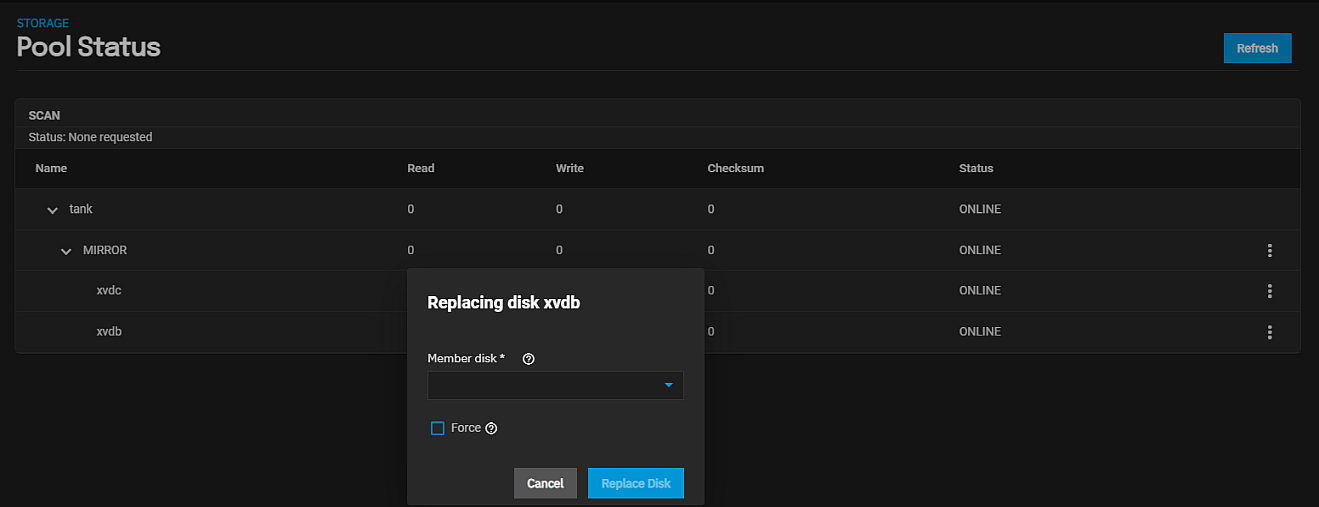 STORAGE
Pool Status
Refresh
SCAN
Status: None requested
Name Read Write Checksum Status
tank 0 0 0 ONLINE
MIRROR 0 0 0 ONLINE
xvdc 0 ONLINE
xvdb 0 ONLINE
Replacing disk xvdb
Member disk *
Force
Cancel Replace Disk